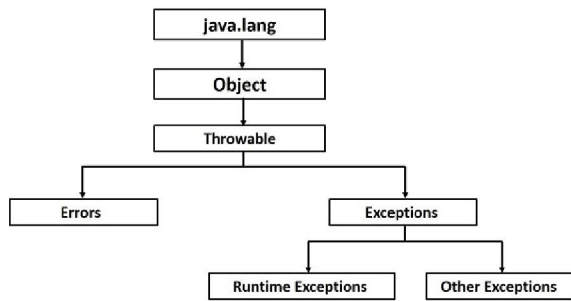 java.lang
Object
Throwable
Errors
Exceptions
Runtime Exceptions
Other Exceptions